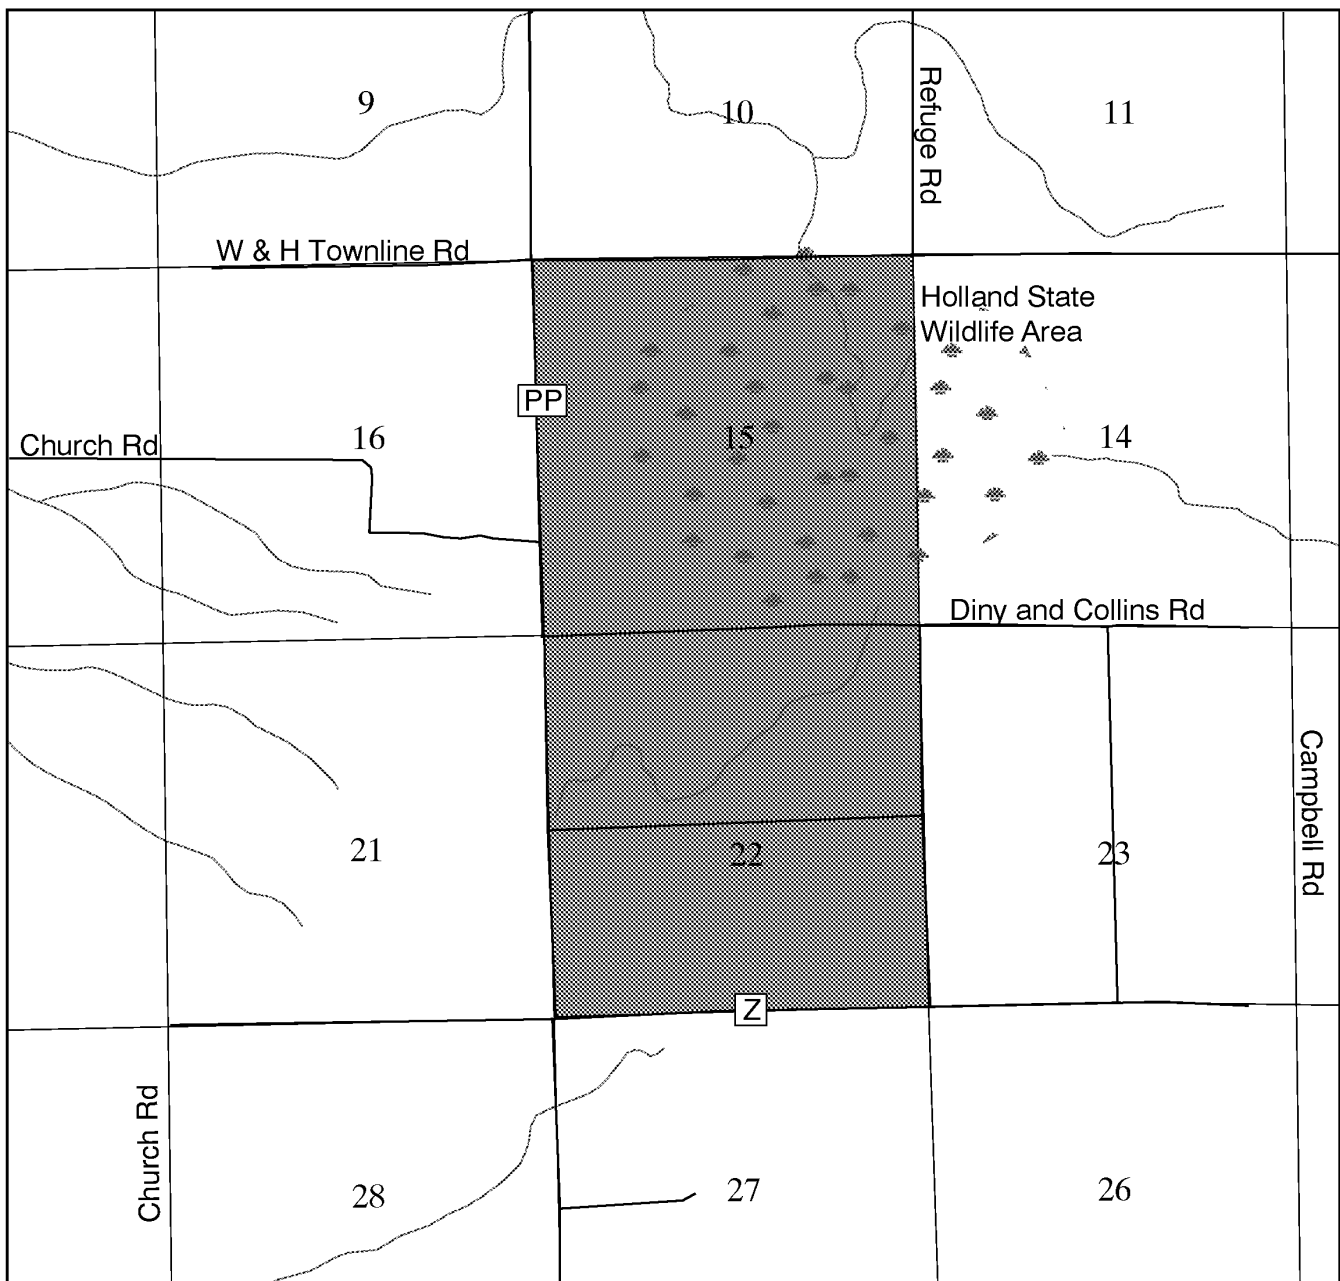 9
10
11
Refuge Rd
W & H Townline Rd
Holland State
Wildlife Area
PP
Church Rd
16
15
14
Diny and Collins Rd
Campbell Rd
21
22
23
Z
Church Rd
28
27
26